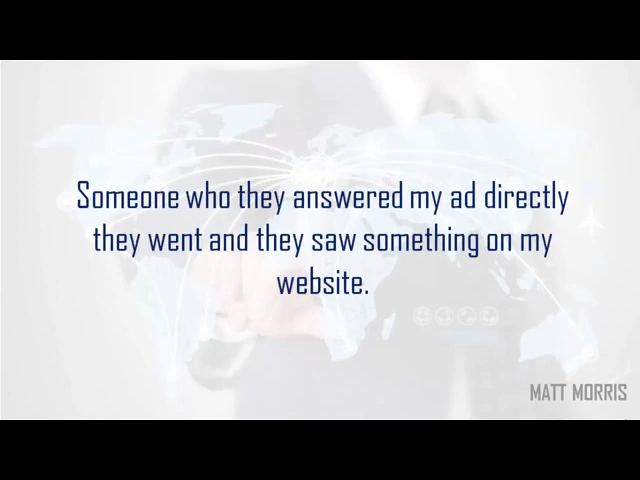 Someone who they answered my ad directly
they went and they saw something on my
website.
MATT MORRIS